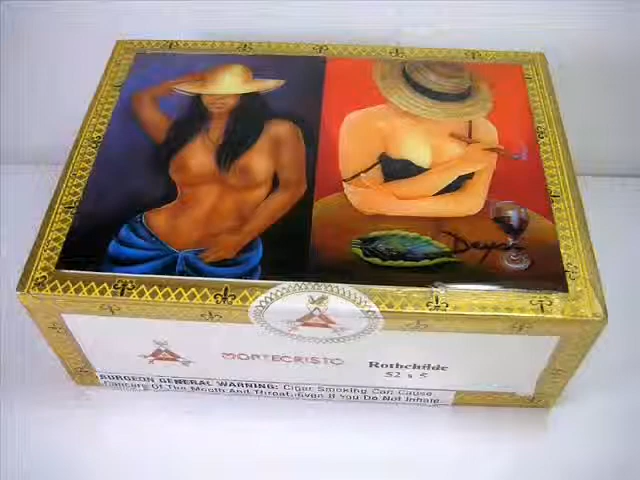 MONTECRISTO
Rothchilde
52 x 5
SURGEON GENERAL WARNING: Cigar Smoking Can Cause
Cancers Of The Mouth And Throat, Even If You Do Not Inhale.